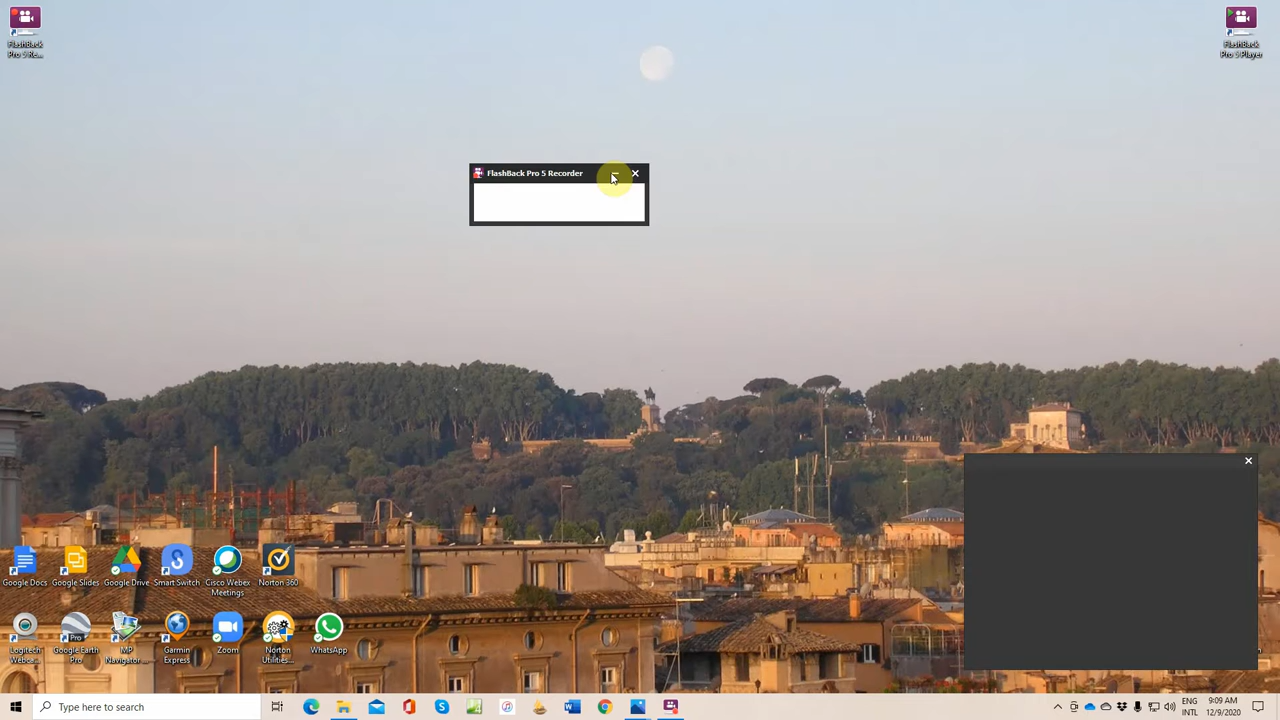 FlashBack
Pro 5 Re...
FlashBack
Pro 5 Player
FlashBack Pro 5 Recorder
Google Docs
Google Slides
Google Drive
Smart Switch
Cisco Webex
Meetings
Norton 360
Logitech
Webca...
Google Earth
Pro
MP
Navigator ...
Garmin
Express
Zoom
Norton
Utilities...
WhatsApp
Type here to search
ENG
INTL
9:09 AM
12/9/2020